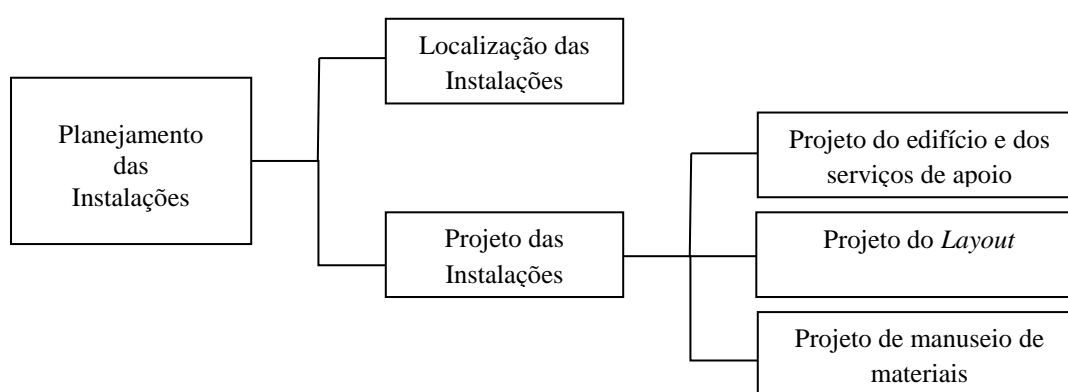 Localização das
Instalações
Planejamento
das
Instalações
Projeto do edifício e dos
serviços de apoio
Projeto das
Instalações
Projeto do Layout
Projeto de manuseio de
materiais